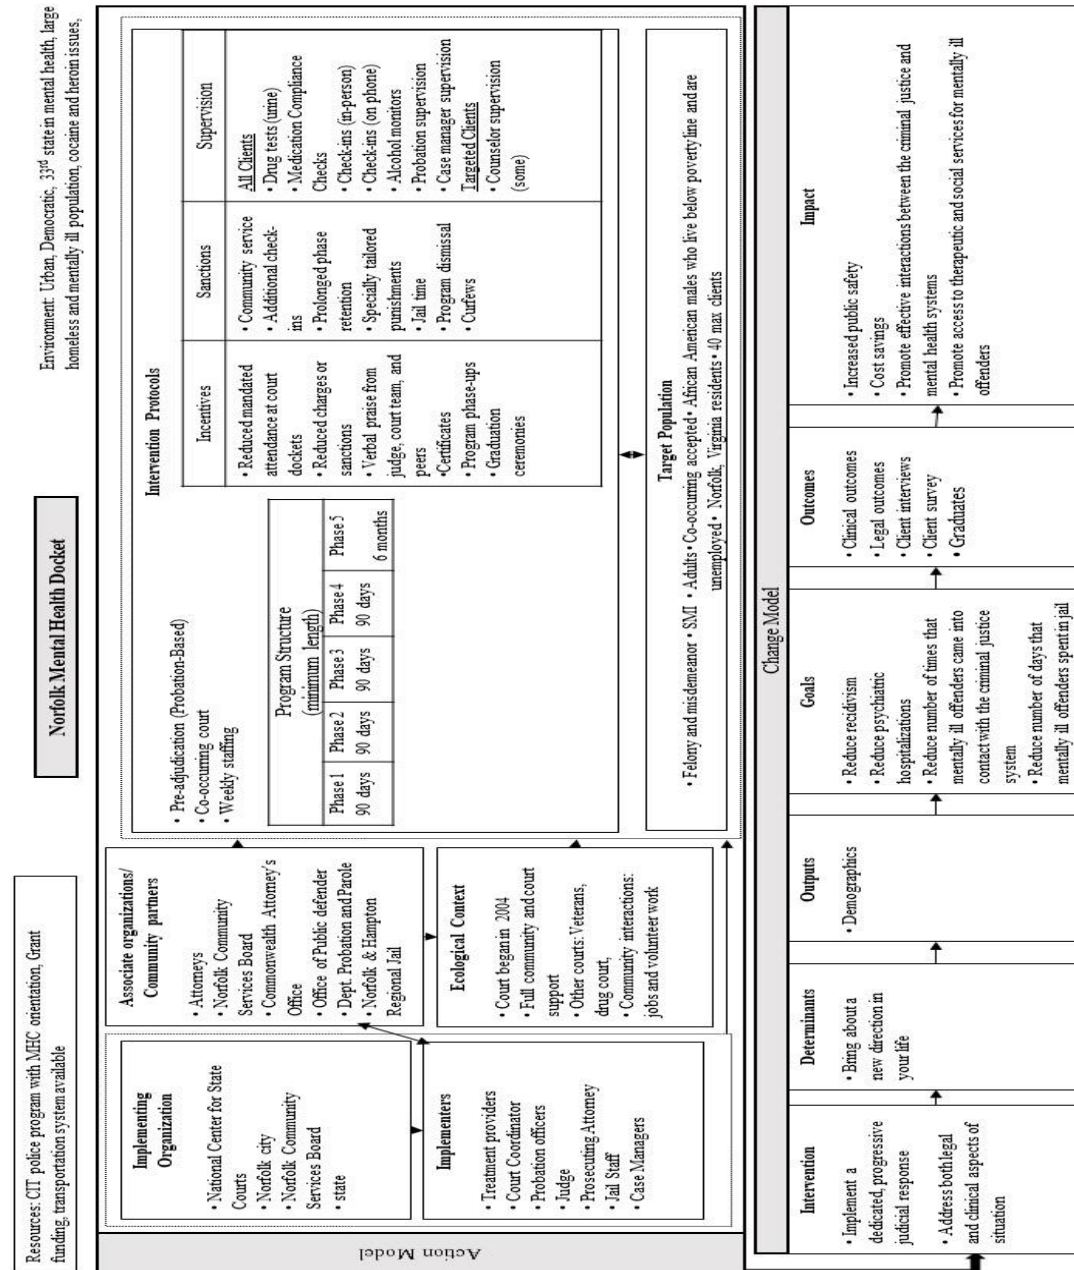 Norfolk Mental Health Docket
Resources: CIT police program with MHC orientation, Grant
funding, transportation system available
Environment: Urban, Democratic, 33rd state in mental health, large
homeless and mentally ill population, cocaine and heroin issues,
Action Model
Implementing
Organization
• National Center for State
Courts
• Norfolk city
• Norfolk Community
Services Board
• state
Implementers
• Treatment providers
• Court Coordinator
• Probation officers
• Judge
• Prosecuting Attorney
• Jail Staff
• Case Managers
Associate organizations/
Community partners
• Attorneys
• Norfolk Community
Services Board
• Commonwealth Attorney's
Office
• Office of Public defender
• Dept. Probation and Parole
• Norfolk & Hampton
Regional Jail
Ecological Context
• Court began in 2004
• Full community and court
support
• Other courts: Veterans,
drug court,
• Community interactions:
jobs and volunteer work
Intervention Protocols
• Pre-adjudication (Probation-Based)
• Co-occurring court
• Weekly staffing
Program Structure
(minimum length)
Phase 1 Phase 2 Phase 3 Phase 4 Phase 5
90 days 90 days 90 days 90 days 6 months
Incentives
• Reduced mandated
attendance at court
dockets
• Reduced charges or
sanctions
• Verbal praise from
judge, court team, and
peers
•Certificates
• Program phase-ups
• Graduation
ceremonies
Sanctions
• Community service
• Additional check-
ins
• Prolonged phase
retention
• Specially tailored
punishments
• Jail time
• Program dismissal
• Curfews
Supervision
All Clients
• Drug tests (urine)
• Medication Compliance
Checks
• Check-ins (in-person)
• Check-ins (on phone)
• Alcohol monitors
• Probation supervision
• Case manager supervision
Targeted Clients
• Counselor supervision
(some)
Target Population
• Felony and misdemeanor • SMI • Adults • Co-occurring accepted • African American males who live below poverty line and are
unemployed • Norfolk, Virginia residents • 40 max clients
Change Model
Intervention
• Implement a
dedicated, progressive
judicial response
• Address both legal
and clinical aspects of
situation
Determinants
• Bring about a
new direction in
your life
Outputs
• Demographics
Goals
• Reduce recidivism
• Reduce psychiatric
hospitalizations
• Reduce number of times that
mentally ill offenders came into
contact with the criminal justice
system
• Reduce number of days that
mentally ill offenders spent in jail
Outcomes
• Clinical outcomes
• Legal outcomes
• Client interviews
• Client survey
• Graduates
Impact
• Increased public safety
• Cost savings
• Promote effective interactions between the criminal justice and
mental health systems
• Promote access to therapeutic and social services for mentally ill
offenders